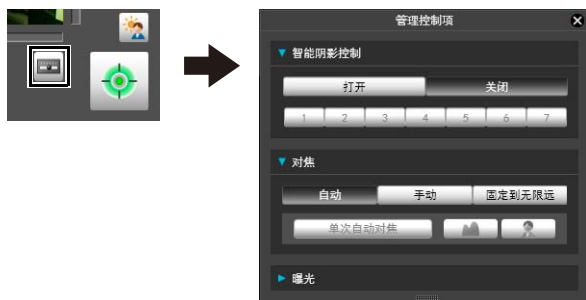 管理控制项
智能阴影控制
打开 关闭
1 2 3 4 5 6 7
对焦
自动 手动 固定到无限远
单次自动对焦
曝光